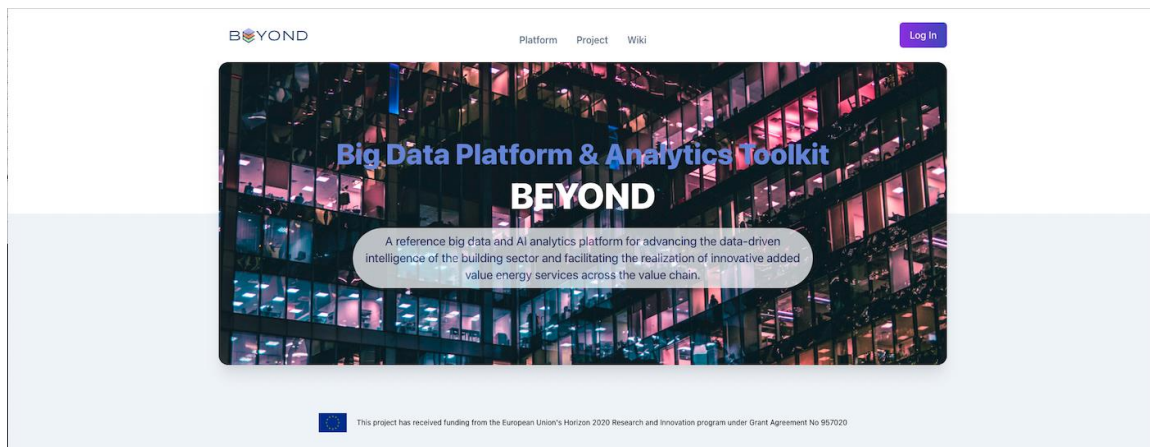 BEYOND
Platform Project Wiki
Log In
Big Data Platform & Analytics Toolkit
BEYOND
A reference big data and AI analytics platform for advancing the data-driven
intelligence of the building sector and facilitating the realization of innovative added
value energy services across the value chain.
This project has received funding from the European Union's Horizon 2020 Research and Innovation program under Grant Agreement No 957020